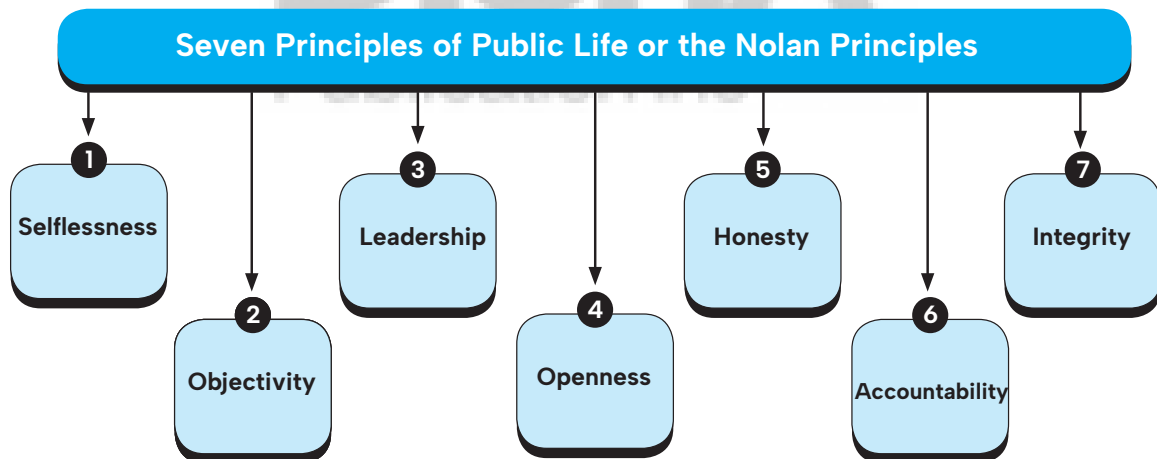 Seven Principles of Public Life or the Nolan Principles
1
Selflessness
2
Objectivity
3
Leadership
4
Openness
5
Honesty
6
Accountability
7
Integrity